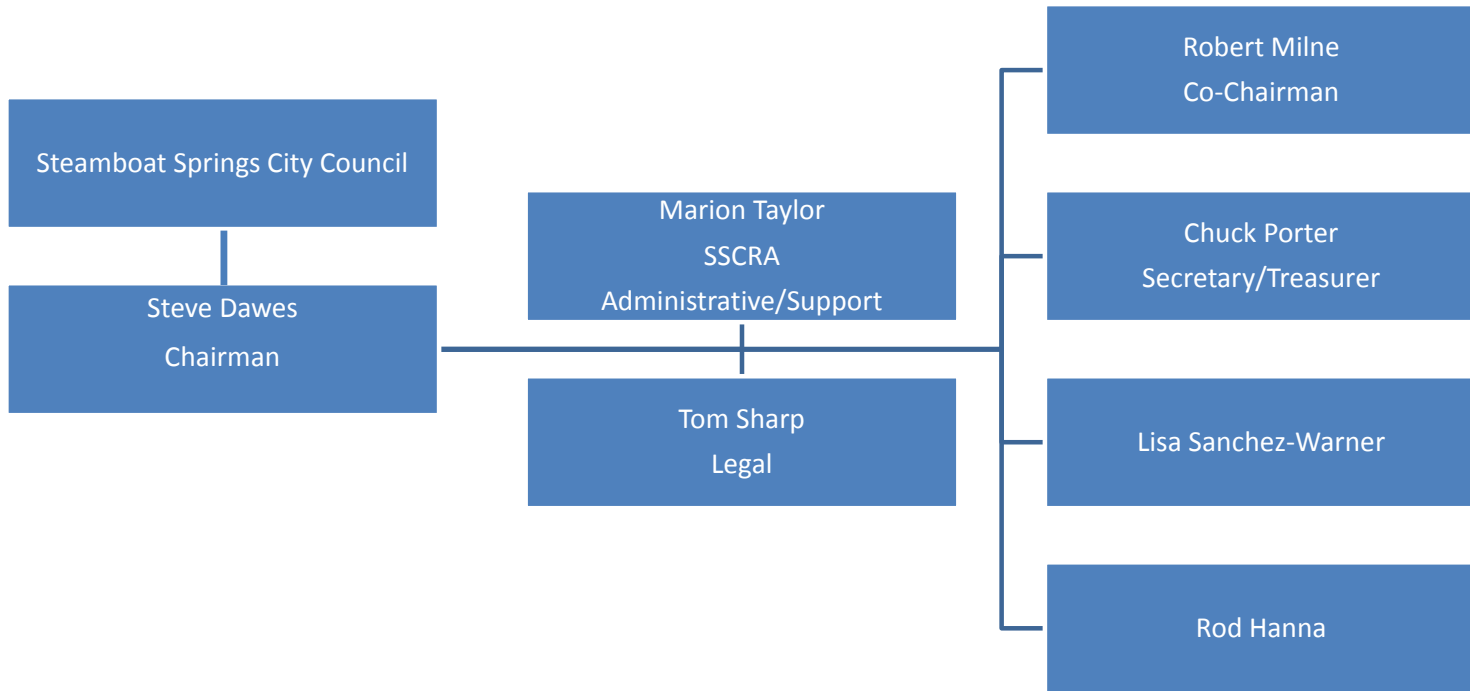 Steamboat Springs City Council
Steve Dawes
Chairman
Marion Taylor
SSCRA
Administrative/Support
Tom Sharp
Legal
Robert Milne
Co-Chairman
Chuck Porter
Secretary/Treasurer
Lisa Sanchez-Warner
Rod Hanna